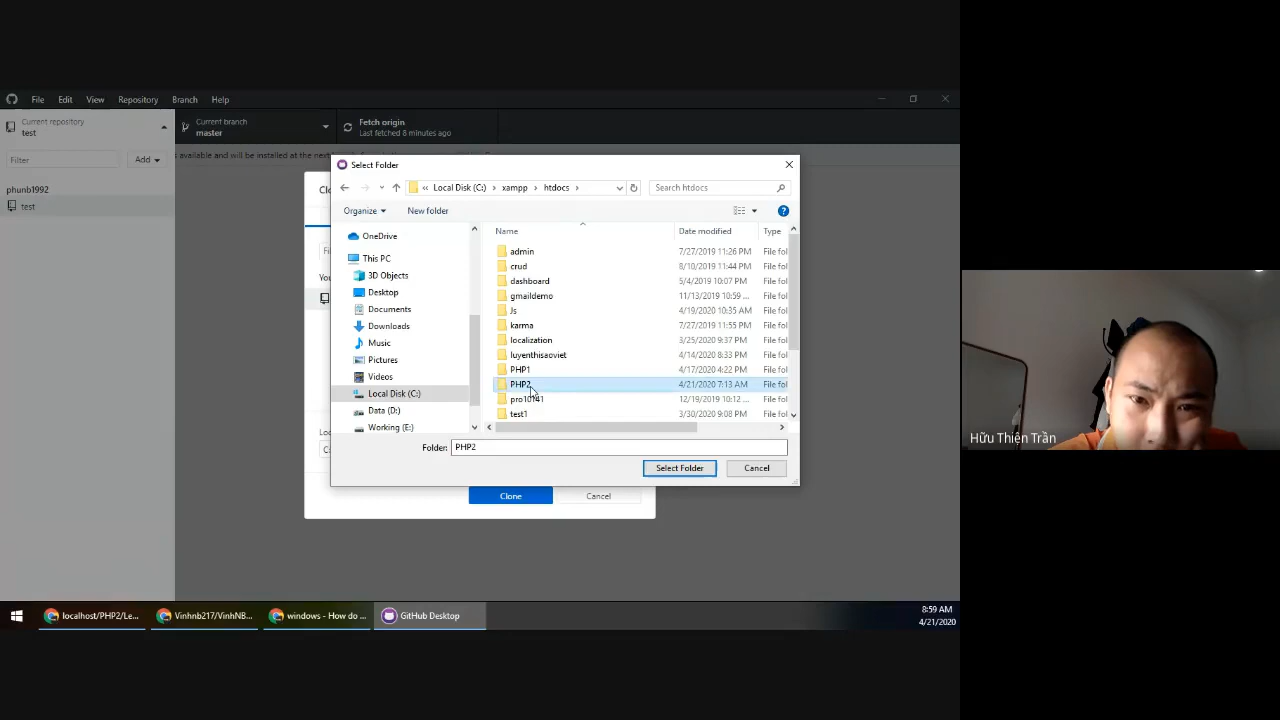 File Edit View Repository Branch Help
Current repository
test
Current branch
master
Fetch origin
Last fetched 8 minutes ago
Filter
Add
available and will be installed at the
phunb1992
test
Select Folder
Local Disk (C:) xampp htdocs
Search htdocs
Organize
New folder
OneDrive
This PC
3D Objects
Desktop
Documents
Downloads
Music
Pictures
Videos
Local Disk (C:)
Data (D:)
Working (E:)
Name Date modified Type
admin 7/27/2019 11:26 PM File fol
crud 8/10/2019 11:44 PM File fol
dashboard 5/4/2019 10:07 PM File fol
gmaildemo 11/13/2019 10:59 ... File fol
Js 4/19/2020 10:35 AM File fol
karma 7/27/2019 11:55 PM File fol
localization 3/25/2020 9:37 PM File fol
luyenthisaoviet 4/14/2020 8:33 PM File fol
PHP1 4/17/2020 4:22 PM File fol
PHP2 4/21/2020 7:13 AM File fol
12/19/2019 10:12 ... File fol
test1 3/30/2020 9:08 PM File fol
Folder: PHP2
Select Folder
Cancel
Clone
Cancel
Hữu Thiện Trần
localhost/PHP2/Le...
Vinhnb217/VinhNB...
windows - How do ...
GitHub Desktop
8:59 AM
4/21/2020